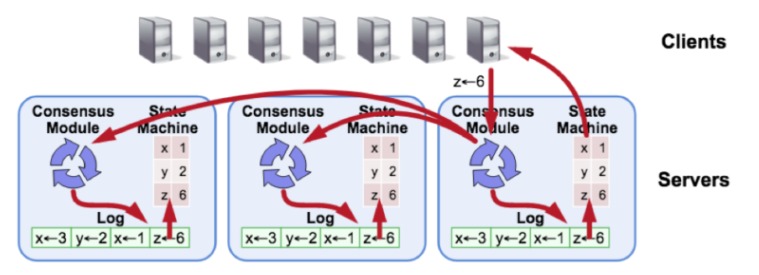 Clients
z←6
Consensus Module
State Machine
x 1
y 2
z 6
Log
x←3 y←2 x←1 z←6
Consensus Module
State Machine
x 1
y 2
z 6
Log
x←3 y←2 x←1 z←6
Consensus Module
State Machine
x 1
y 2
z 6
Log
x←3 y←2 x←1 z←6
Servers